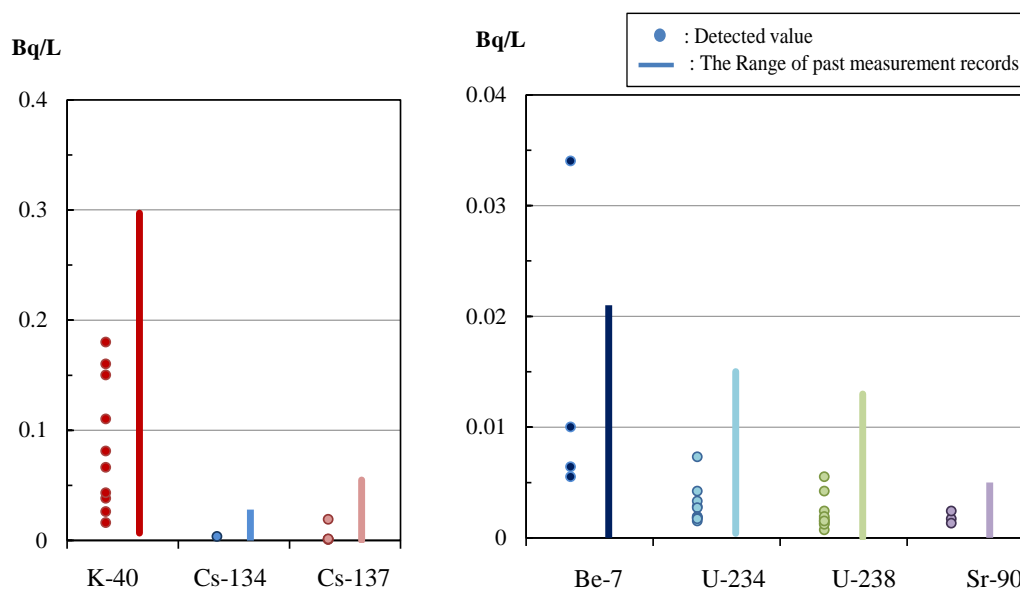 Bq/L
0.4
0.3
0.2
0.1
0
K-40 Cs-134 Cs-137
Bq/L
: Detected value
: The Range of past measurement records
0.04
0.03
0.02
0.01
0
Be-7 U-234 U-238 Sr-90